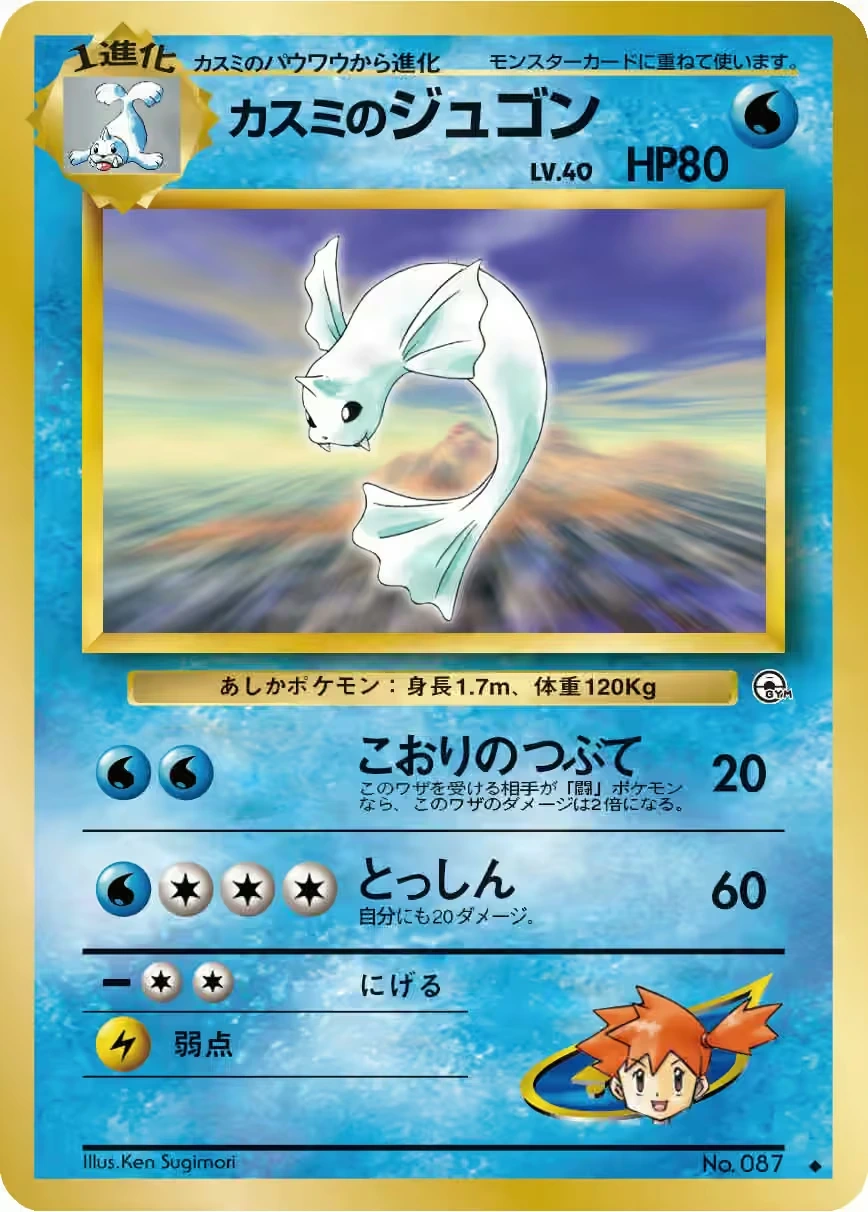 1進化
カスミのパウワウから進化
モンスターカードに重ねて使います。
カスミのジュゴン
LV.40 HP80
あしかポケモン：身長1.7m、体重120Kg
GYM
こおりのつぶて 20
このワザを受ける相手が「闘」ポケモン
なら、このワザのダメージは2倍になる。
とっしん 60
自分にも20ダメージ。
にげる
弱点
Illus.Ken Sugimori
No.087